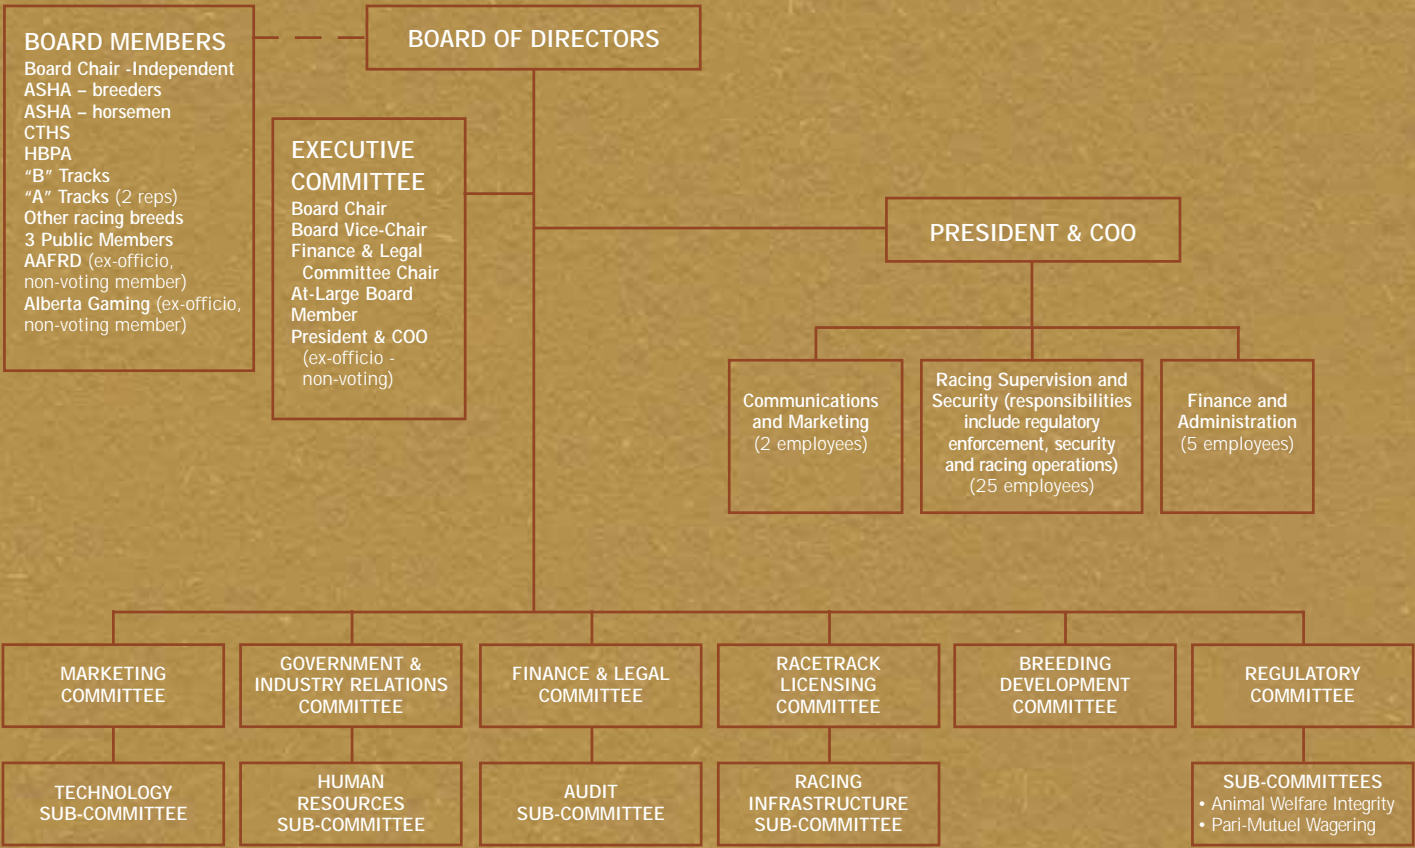 BOARD MEMBERS
Board Chair -Independent
ASHA – breeders
ASHA – horsemen
CTHS
HBPA
“B” Tracks
“A” Tracks (2 reps)
Other racing breeds
3 Public Members
AAFRD (ex-officio,
non-voting member)
Alberta Gaming (ex-officio,
non-voting member)
BOARD OF DIRECTORS
EXECUTIVE
COMMITTEE
Board Chair
Board Vice-Chair
Finance & Legal
Committee Chair
At-Large Board
Member
President & COO
(ex-officio -
non-voting)
PRESIDENT & COO
Communications
and Marketing
(2 employees)
Racing Supervision and
Security (responsibilities
include regulatory
enforcement, security
and racing operations)
(25 employees)
Finance and
Administration
(5 employees)
MARKETING
COMMITTEE
GOVERNMENT &
INDUSTRY RELATIONS
COMMITTEE
FINANCE & LEGAL
COMMITTEE
RACETRACK
LICENSING
COMMITTEE
BREEDING
DEVELOPMENT
COMMITTEE
REGULATORY
COMMITTEE
TECHNOLOGY
SUB-COMMITTEE
HUMAN
RESOURCES
SUB-COMMITTEE
AUDIT
SUB-COMMITTEE
RACING
INFRASTRUCTURE
SUB-COMMITTEE
SUB-COMMITTEES
• Animal Welfare Integrity
• Pari-Mutuel Wagering